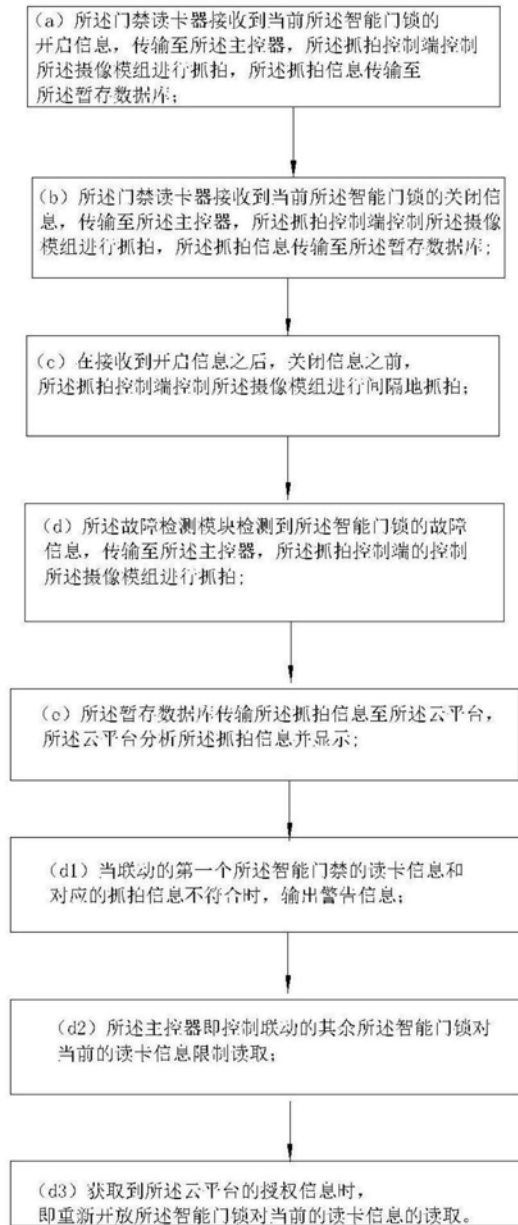 (a) 所述门禁读卡器接收到当前所述智能门锁的
开启信息，传输至所述主控器，所述抓拍控制端控制
所述摄像模组进行抓拍，所述抓拍信息传输至
所述暂存数据库；
(b) 所述门禁读卡器接收到当前所述智能门锁的关闭信
息，传输至所述主控器，所述抓拍控制端控制所述摄像
模组进行抓拍，所述抓拍信息传输至所述暂存数据库；
(c) 在接收到开启信息之后，关闭信息之前，
所述抓拍控制端控制所述摄像模组进行间隔地抓拍；
(d) 所述故障检测模块检测到所述智能门锁的故障
信息，传输至所述主控器，所述抓拍控制端的控制
所述摄像模组进行抓拍；
(e) 所述暂存数据库传输所述抓拍信息至所述云平台，
所述云平台分析所述抓拍信息并显示；
(d1) 当联动的第一个所述智能门禁的读卡信息和
对应的抓拍信息不符合时，输出警告信息；
(d2) 所述主控器即控制联动的其余所述智能门锁对
当前的读卡信息限制读取；
(d3) 获取到所述云平台的授权信息时，
即重新开放所述智能门锁对当前的读卡信息的读取。